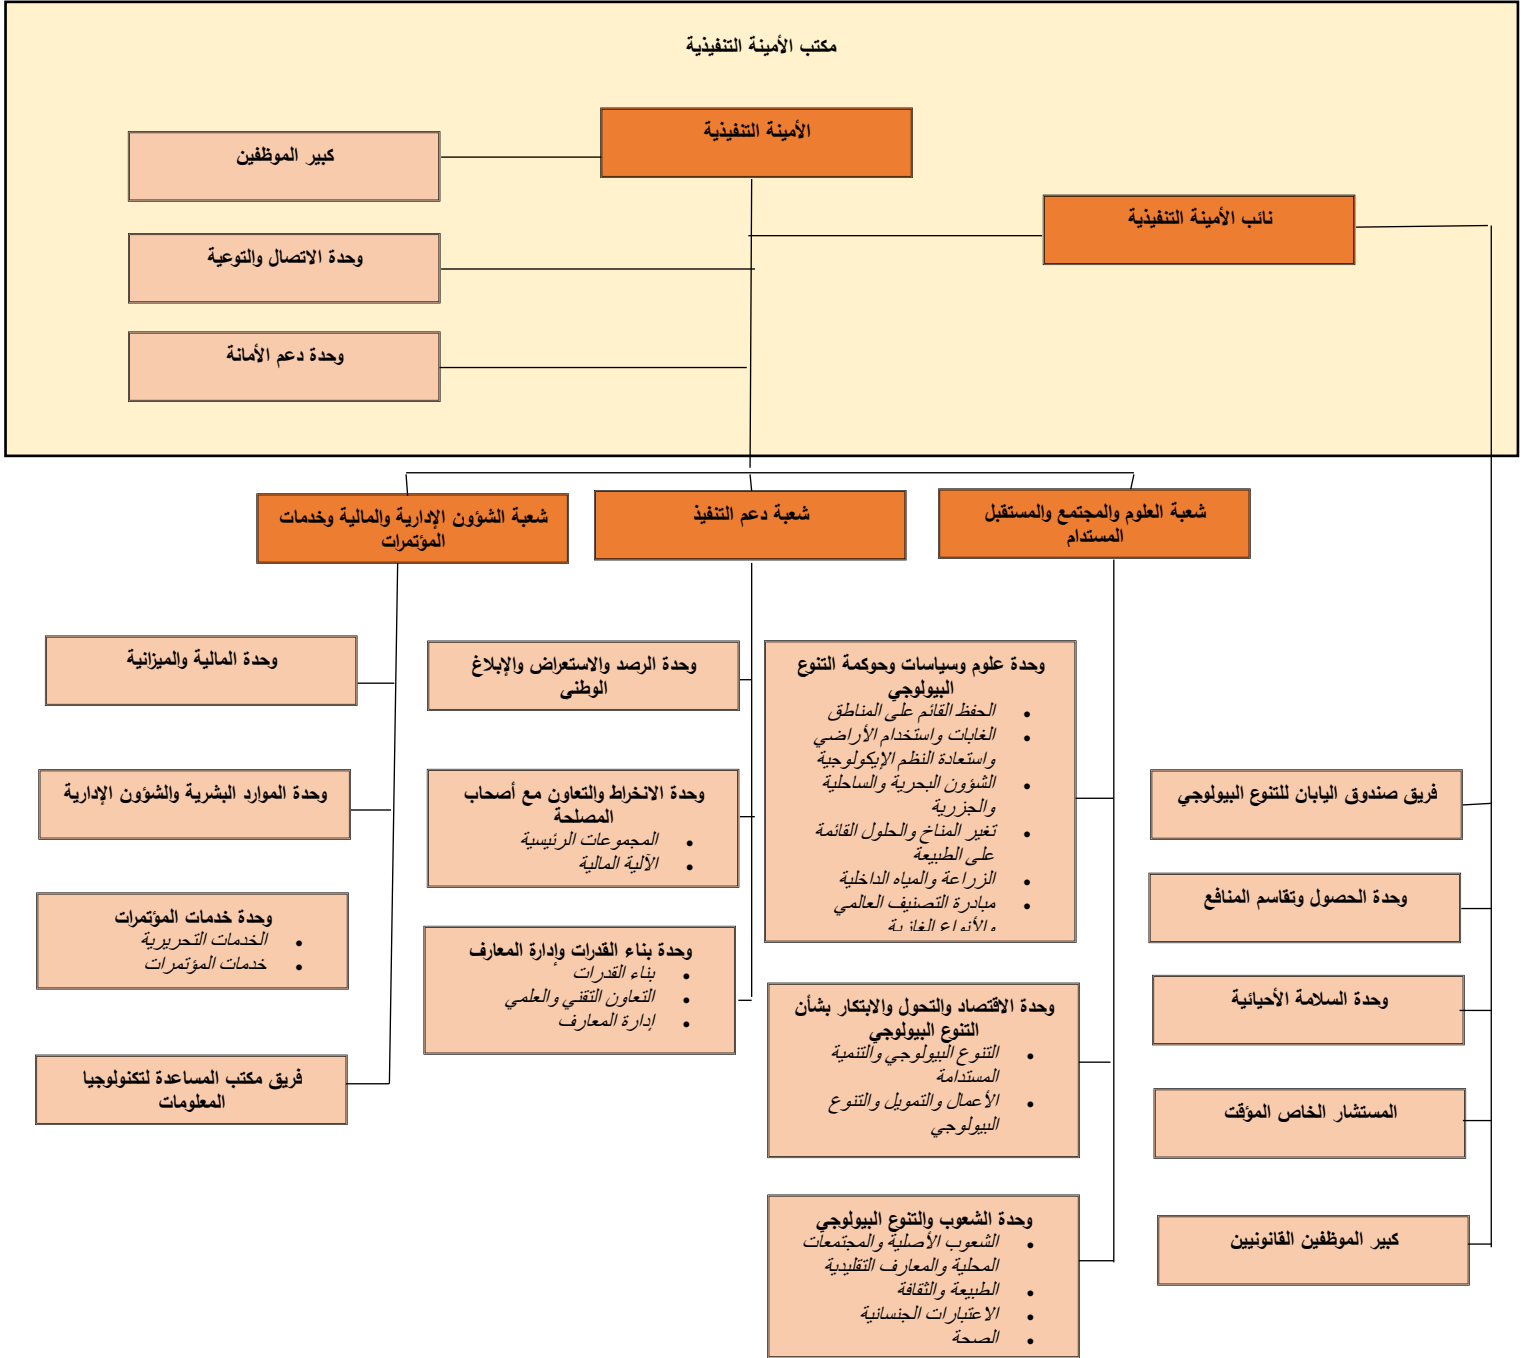 مكتب الأمينة التنفيذية
الأمينة التنفيذية
كبير الموظفين
نائب الأمينة التنفيذية
وحدة الاتصال والتوعية
وحدة دعم الأمانة
شعبة العلوم والمجتمع والمستقبل
المستدام
شعبة دعم التنفيذ
شعبة الشؤون الإدارية والمالية وخدمات
المؤتمرات
فريق صندوق اليابان للتنوع البيولوجي
وحدة الحصول وتقاسم المنافع
وحدة السلامة الأحيائية
المستشار الخاص المؤقت
كبير الموظفين القانونيين
وحدة علوم وسياسات وحوكمة التنوع
البيولوجي
• الحفظ القائم على المناطق
• الغابات واستخدام الأراضي
واستعادة النظم الإيكولوجية
• الشؤون البحرية والساحلية
والجزرية
• تغير المناخ والحلول القائمة
على الطبيعة
• الزراعة والمياه الداخلية
• مبادرة التصنيف العالمي
والأنواع الغازية
وحدة الاقتصاد والتحول والابتكار بشأن
التنوع البيولوجي
• التنوع البيولوجي والتنمية
المستدامة
• الأعمال والتمويل والتنوع
البيولوجي
وحدة الشعوب والتنوع البيولوجي
• الشعوب الأصلية والمجتمعات
المحلية والمعارف التقليدية
• الطبيعة والثقافة
• الاعتبارات الجنسانية
• الصحة
وحدة الرصد والاستعراض والإبلاغ
الوطنى
وحدة الانخراط والتعاون مع أصحاب
المصلحة
• المجموعات الرئيسية
• الآلية المالية
وحدة بناء القدرات وإدارة المعارف
• بناء القدرات
• التعاون التقني والعلمي
• إدارة المعارف
وحدة المالية والميزانية
وحدة الموارد البشرية والشؤون الإدارية
وحدة خدمات المؤتمرات
• الخدمات التحريرية
• خدمات المؤتمرات
فريق مكتب المساعدة لتكنولوجيا
المعلومات